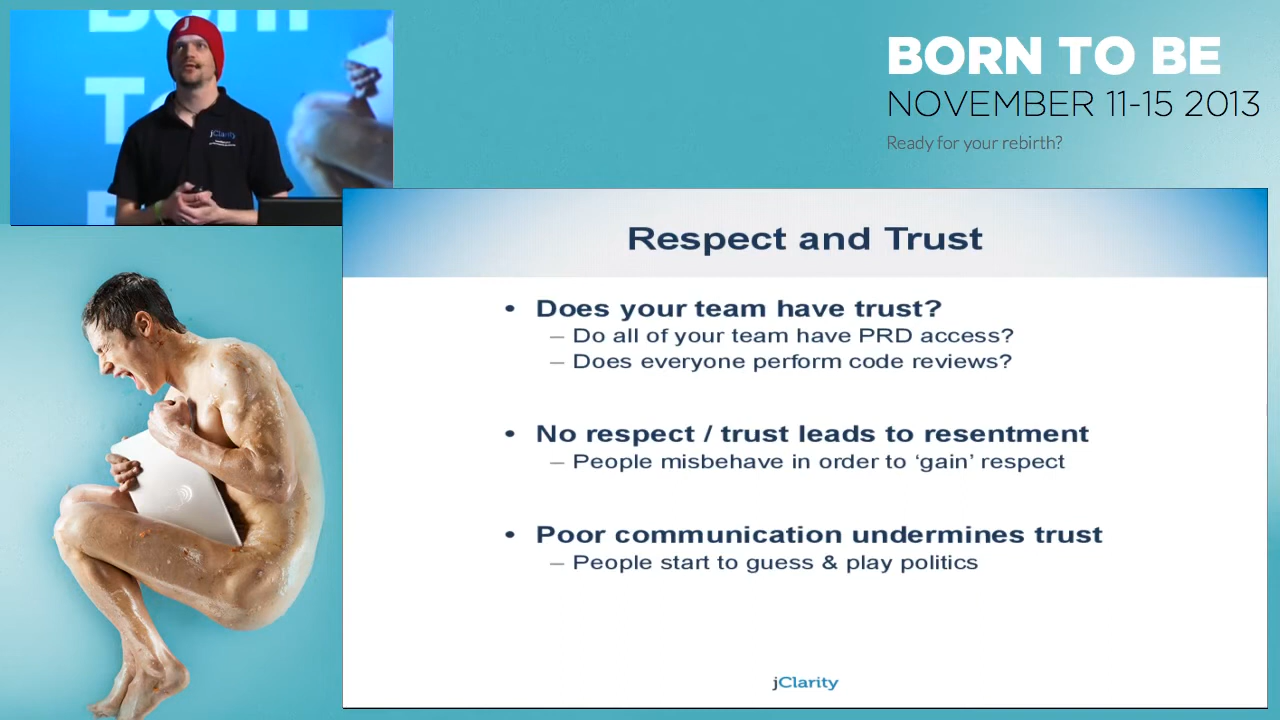 BORN TO BE
NOVEMBER 11-15 2013
Ready for your rebirth?
jClarity
Respect and Trust
• Does your team have trust?
– Do all of your team have PRD access?
– Does everyone perform code reviews?
• No respect / trust leads to resentment
– People misbehave in order to ‘gain’ respect
• Poor communication undermines trust
– People start to guess & play politics
jClarity